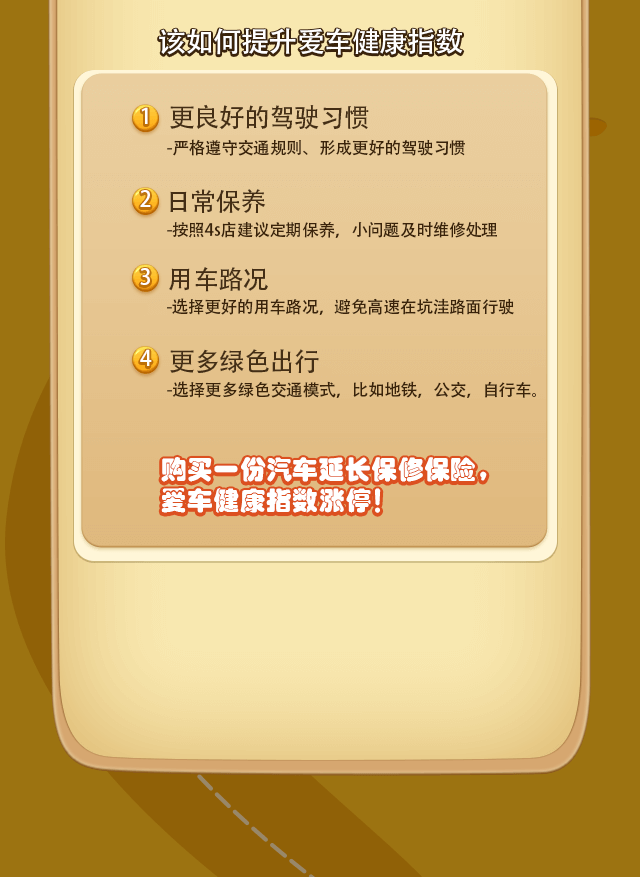 该如何提升爱车健康指数
1 更良好的驾驶习惯
-严格遵守交通规则、形成更好的驾驶习惯
2 日常保养
-按照4s店建议定期保养，小问题及时维修处理
3 用车路况
-选择更好的用车路况，避免高速在坑洼路面行驶
4 更多绿色出行
-选择更多绿色交通模式，比如地铁，公交，自行车。
购买一份汽车延长保修保险，
爱车健康指数涨停！